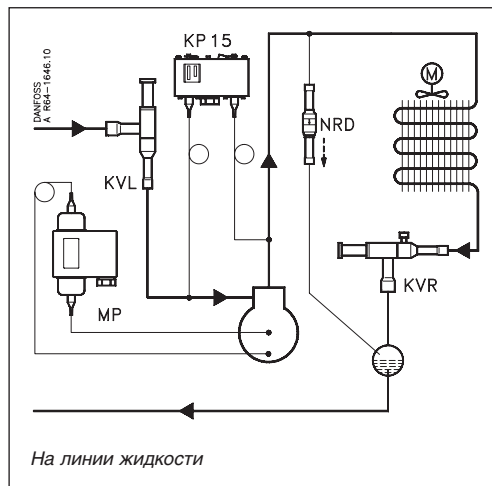 DANFOSS
A R64-1646.10
KP 15
M
NRD
KVL
KVR
MP
На линии жидкости